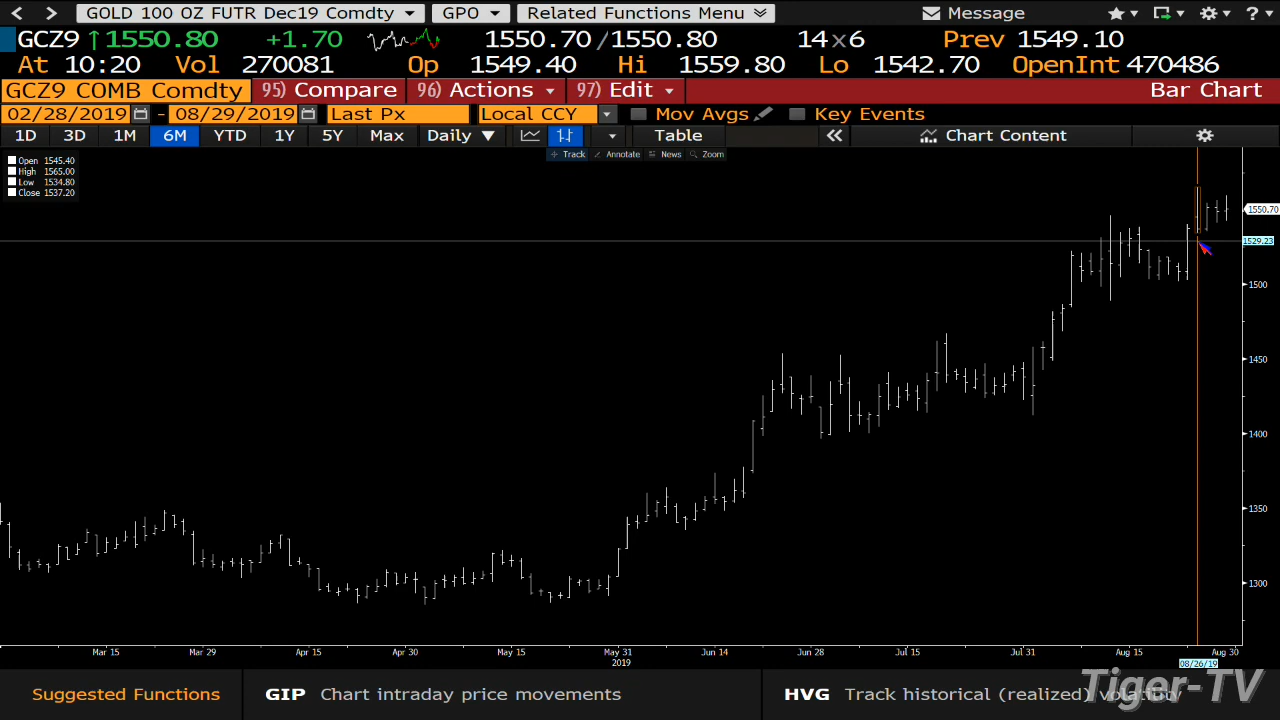 GOLD 100 OZ FUTR Dec19 Comdty GPO Related Functions Menu Message ?
GCZ9 ↑1550.80 +1.70 1550.70 /1550.80 14×6 Prev 1549.10
At 10:20 Vol 270081 Op 1549.40 Hi 1559.80 Lo 1542.70 OpenInt 470486
GCZ9 COMB Comdty 95) Compare 96) Actions 97) Edit Bar Chart
02/28/2019 - 08/29/2019 Last Px Local CCY Mov Avgs Key Events
1D 3D 1M 6M YTD 1Y 5Y Max Daily ▼ Table Chart Content
Track Annotate News Zoom
Open 1545.40
High 1565.00
Low 1534.80
Close 1537.20
1550.70
1529.23
1500
1450
1400
1350
1300
Mar 15 Mar 29 Apr 15 Apr 30 May 15 May 31 Jun 14 Jun 28 Jul 15 Jul 31 Aug 15 Aug 30
2019 08/26/19
Suggested Functions GIP Chart intraday price movements HVG Track historical (realized) volatility
Tiger-TV